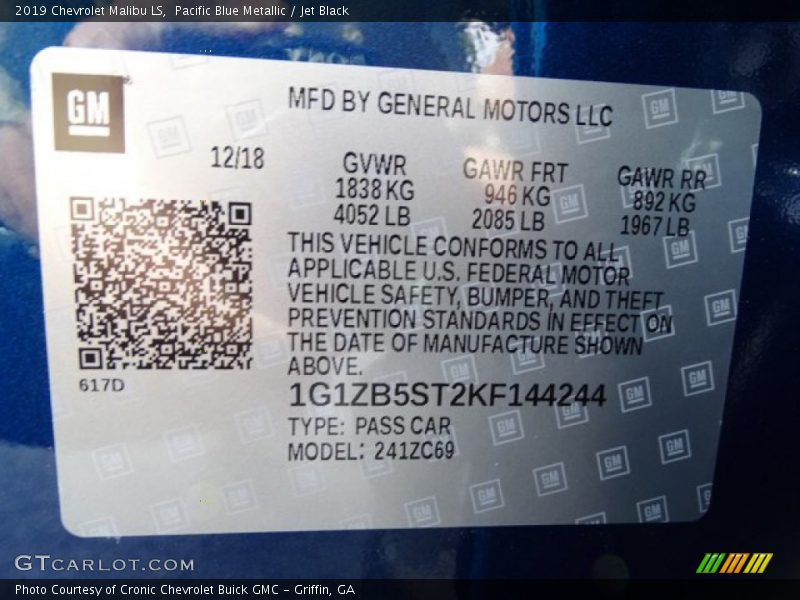 2019 Chevrolet Malibu LS, Pacific Blue Metallic / Jet Black
GM
MFD BY GENERAL MOTORS LLC
12/18
GVWR
1838 KG
4052 LB
GAWR FRT
946 KG
2085 LB
GAWR RR
892 KG
1967 LB
THIS VEHICLE CONFORMS TO ALL
APPLICABLE U.S. FEDERAL MOTOR
VEHICLE SAFETY, BUMPER, AND THEFT
PREVENTION STANDARDS IN EFFECT ON
THE DATE OF MANUFACTURE SHOWN
ABOVE.
617D
1G1ZB5ST2KF144244
TYPE: PASS CAR
MODEL: 241ZC69
GTCARLOT.COM
Photo Courtesy of Cronic Chevrolet Buick GMC - Griffin, GA